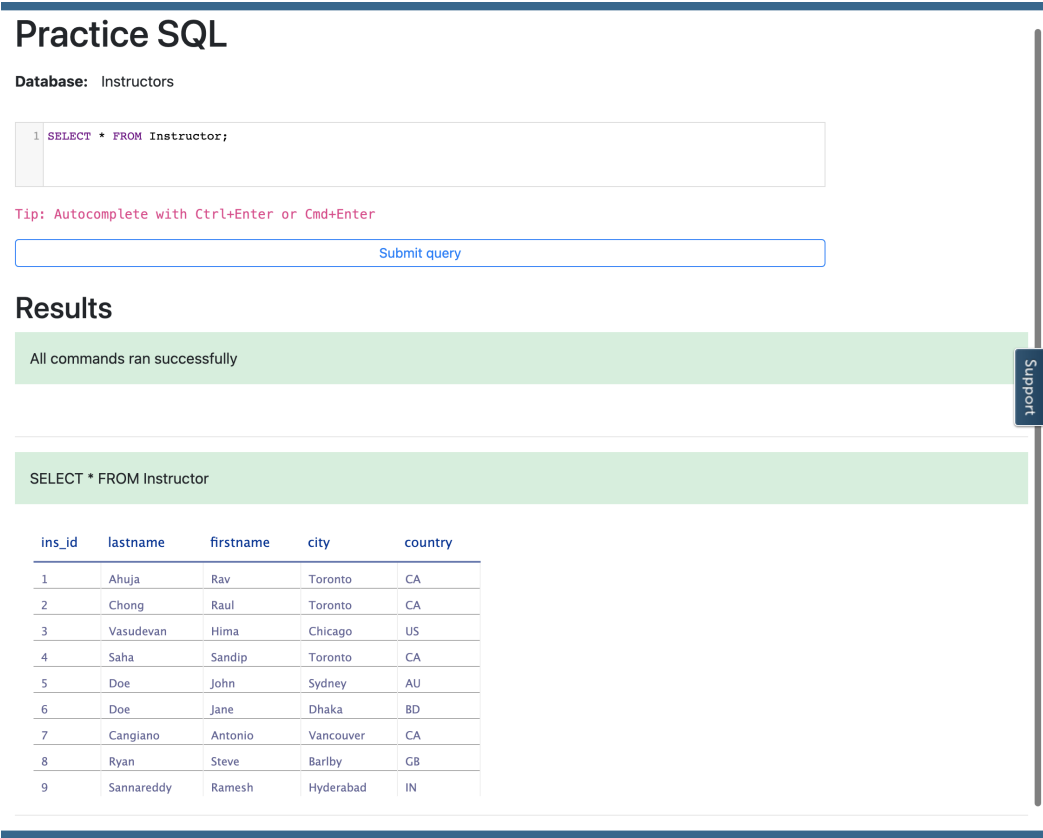 Practice SQL
Database: Instructors
1 SELECT * FROM Instructor;
Tip: Autocomplete with Ctrl+Enter or Cmd+Enter
Submit query
Results
All commands ran successfully
Support
SELECT * FROM Instructor
ins_id lastname firstname city country
1 Ahuja Rav Toronto CA
2 Chong Raul Toronto CA
3 Vasudevan Hima Chicago US
4 Saha Sandip Toronto CA
5 Doe John Sydney AU
6 Doe Jane Dhaka BD
7 Cangiano Antonio Vancouver CA
8 Ryan Steve Barlby GB
9 Sannareddy Ramesh Hyderabad IN